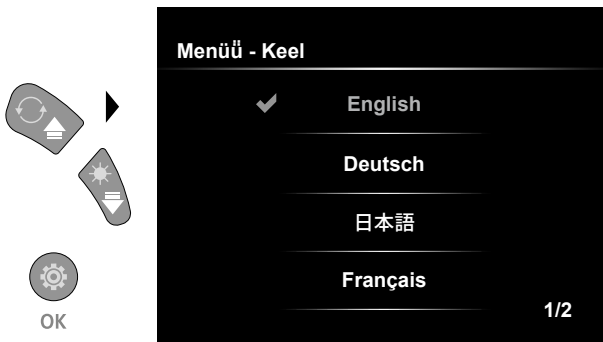 Menüü - Keel
English
Deutsch
日本語
Français
1/2
OK